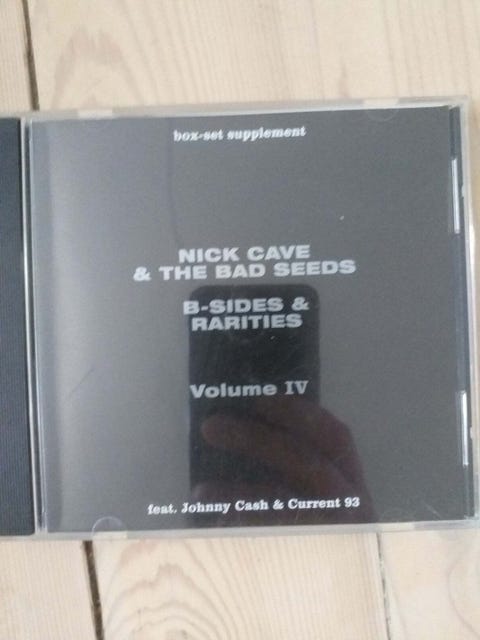 box-set supplement
NICK CAVE
& THE BAD SEEDS
B-SIDES &
RARITIES
Volume IV
feat. Johnny Cash & Current 93